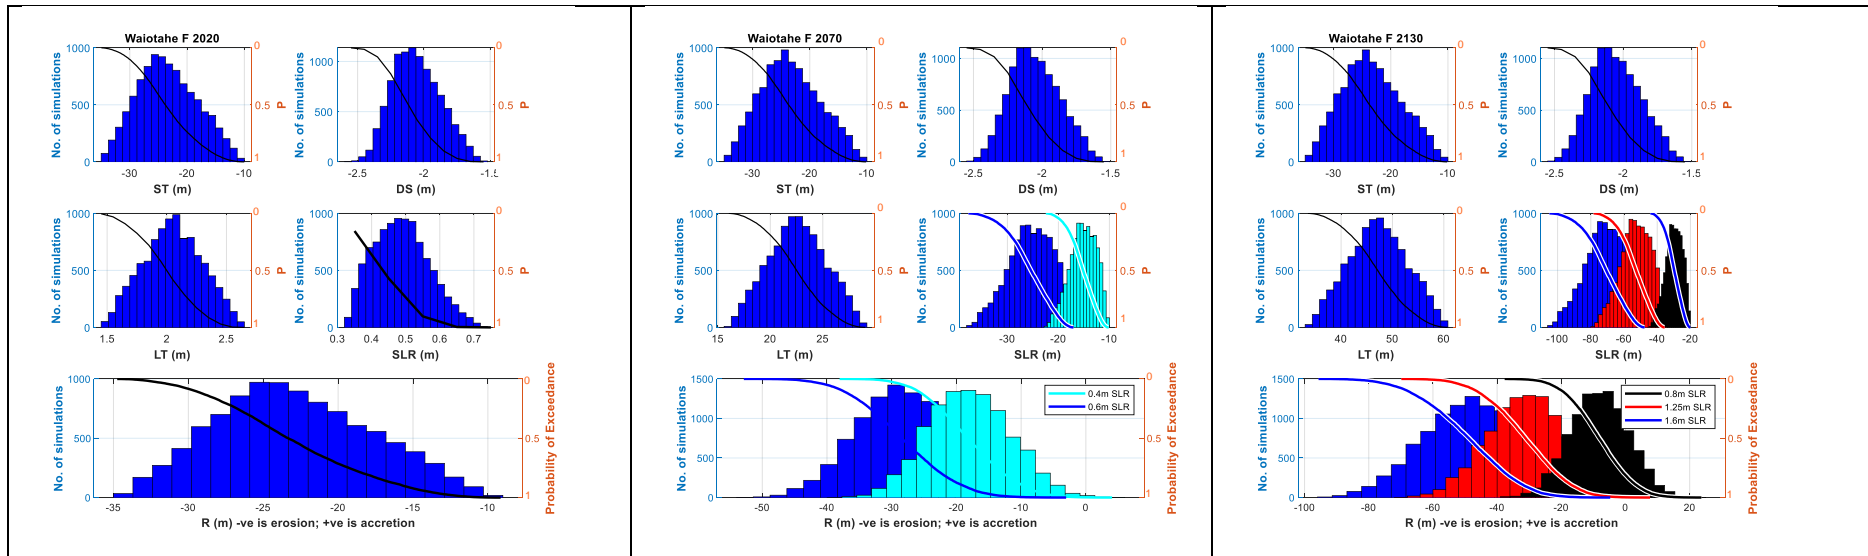 Waiotahe F 2020
No. of simulations
1000
500
0
0
0.5
1
P
-30 -20 -10
ST (m)
No. of simulations
1000
500
0
0
0.5
1
P
-2.5 -2 -1.5
DS (m)
No. of simulations
1000
500
0
0
0.5
1
P
1.5 2 2.5
LT (m)
No. of simulations
1000
500
0
0
0.5
1
P
0.3 0.4 0.5 0.6 0.7
SLR (m)
No. of simulations
1000
500
0
0
0.5
1
Probability of Exceedance
-35 -30 -25 -20 -15 -10
R (m) -ve is erosion; +ve is accretion
Waiotahe F 2070
No. of simulations
1000
500
0
0
0.5
1
P
-30 -20 -10
ST (m)
No. of simulations
1000
500
0
0
0.5
1
P
-2.5 -2 -1.5
DS (m)
No. of simulations
1000
500
0
0
0.5
1
P
15 20 25
LT (m)
No. of simulations
1000
500
0
0
0.5
1
P
-30 -20 -10
SLR (m)
No. of simulations
1500
1000
500
0
0.4m SLR
0.6m SLR
0
0.5
1
Probability of Exceedance
-50 -40 -30 -20 -10 0
R (m) -ve is erosion; +ve is accretion
Waiotahe F 2130
No. of simulations
1000
500
0
0
0.5
1
P
-30 -20 -10
ST (m)
No. of simulations
1000
500
0
0
0.5
1
P
-2.5 -2 -1.5
DS (m)
No. of simulations
1000
500
0
0
0.5
1
P
40 50 60
LT (m)
No. of simulations
1000
500
0
0
0.5
1
P
-100 -80 -60 -40 -20
SLR (m)
No. of simulations
1500
1000
500
0
0.8m SLR
1.25m SLR
1.6m SLR
0
0.5
1
Probability of Exceedance
-100 -80 -60 -40 -20 0 20
R (m) -ve is erosion; +ve is accretion